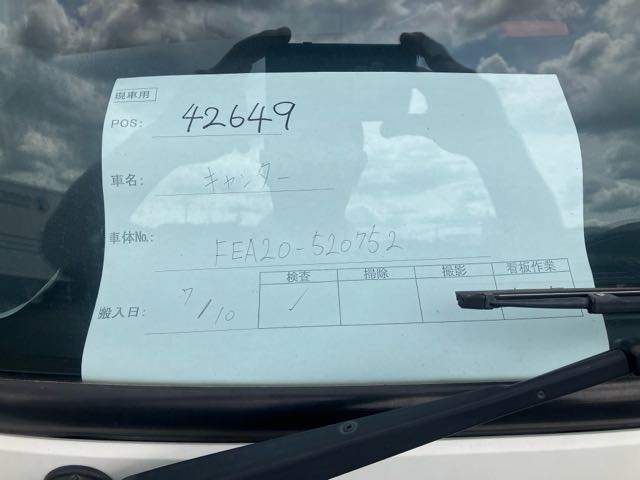 現車用
POS: 42649
車名: キャンター
車体No.: FEA20-520752
検査 掃除 撮影 看板作業
搬入日: 7/10 ✓